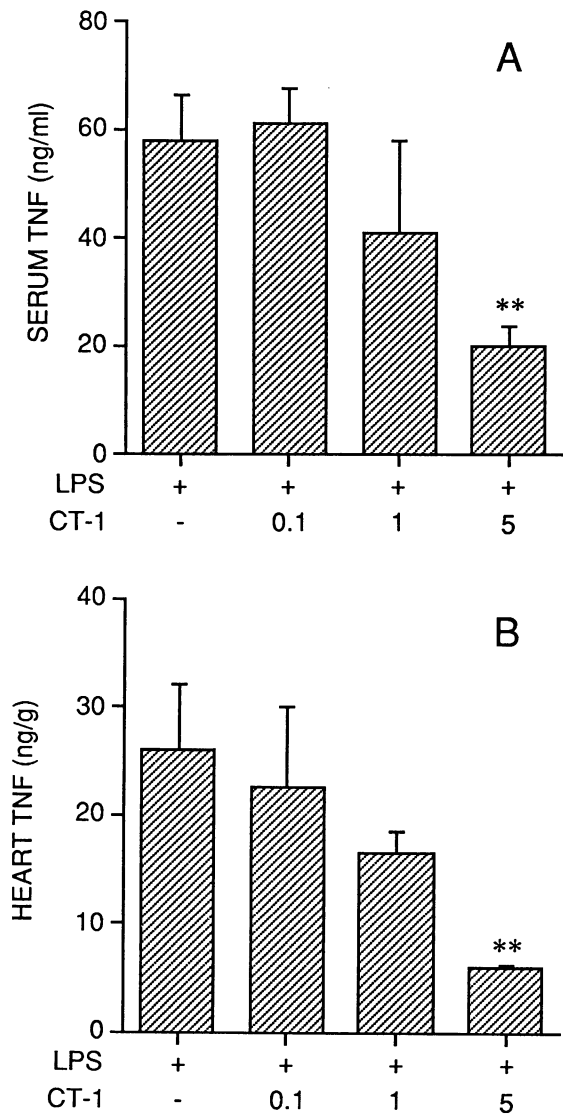 A
SERUM TNF (ng/ml)
80
60
40
20
0
LPS + + + +
CT-1 - 0.1 1 5
**
B
HEART TNF (ng/g)
40
30
20
10
0
**
LPS + + + +
CT-1 - 0.1 1 5